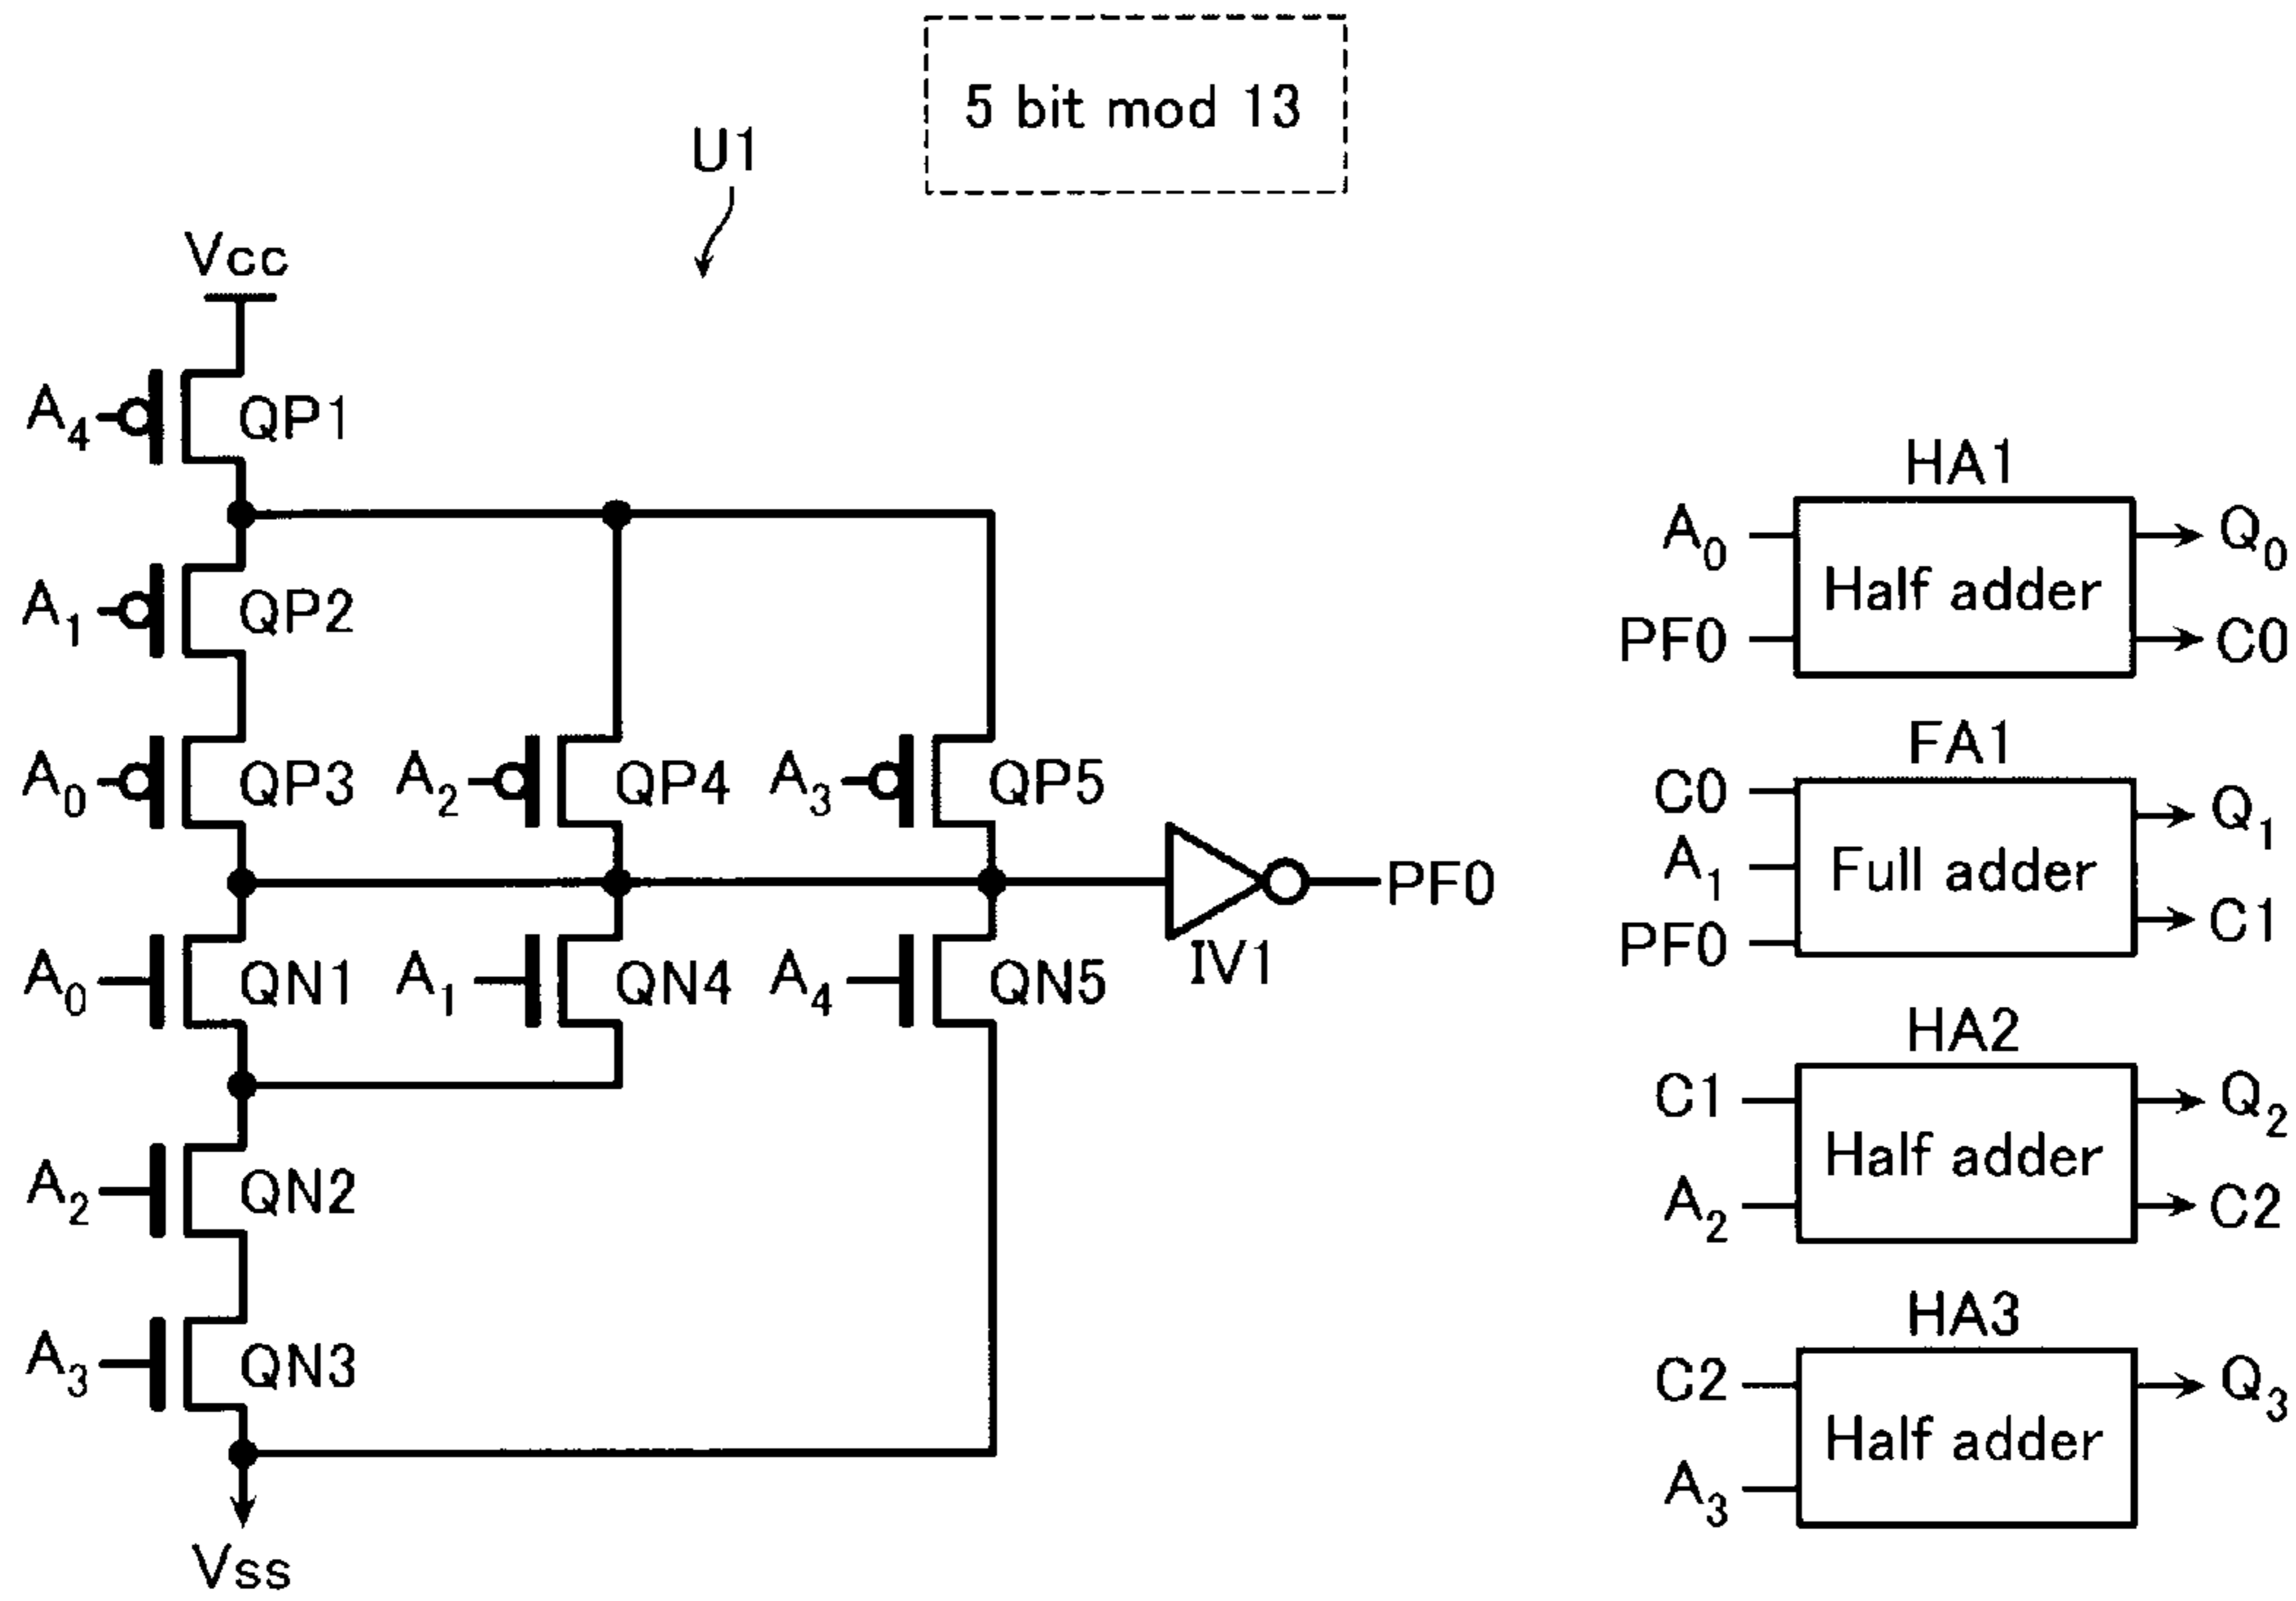 5 bit mod 13
U1
Vcc
A4 QP1
A1 QP2
A0 QP3
A2 QP4
A3 QP5
IV1
PF0
A0 QN1
A1 QN4
A4 QN5
A2 QN2
A3 QN3
Vss
HA1
A0
PF0
Half adder
Q0
C0
FA1
C0
A1
PF0
Full adder
Q1
C1
HA2
C1
A2
Half adder
Q2
C2
HA3
C2
A3
Half adder
Q3